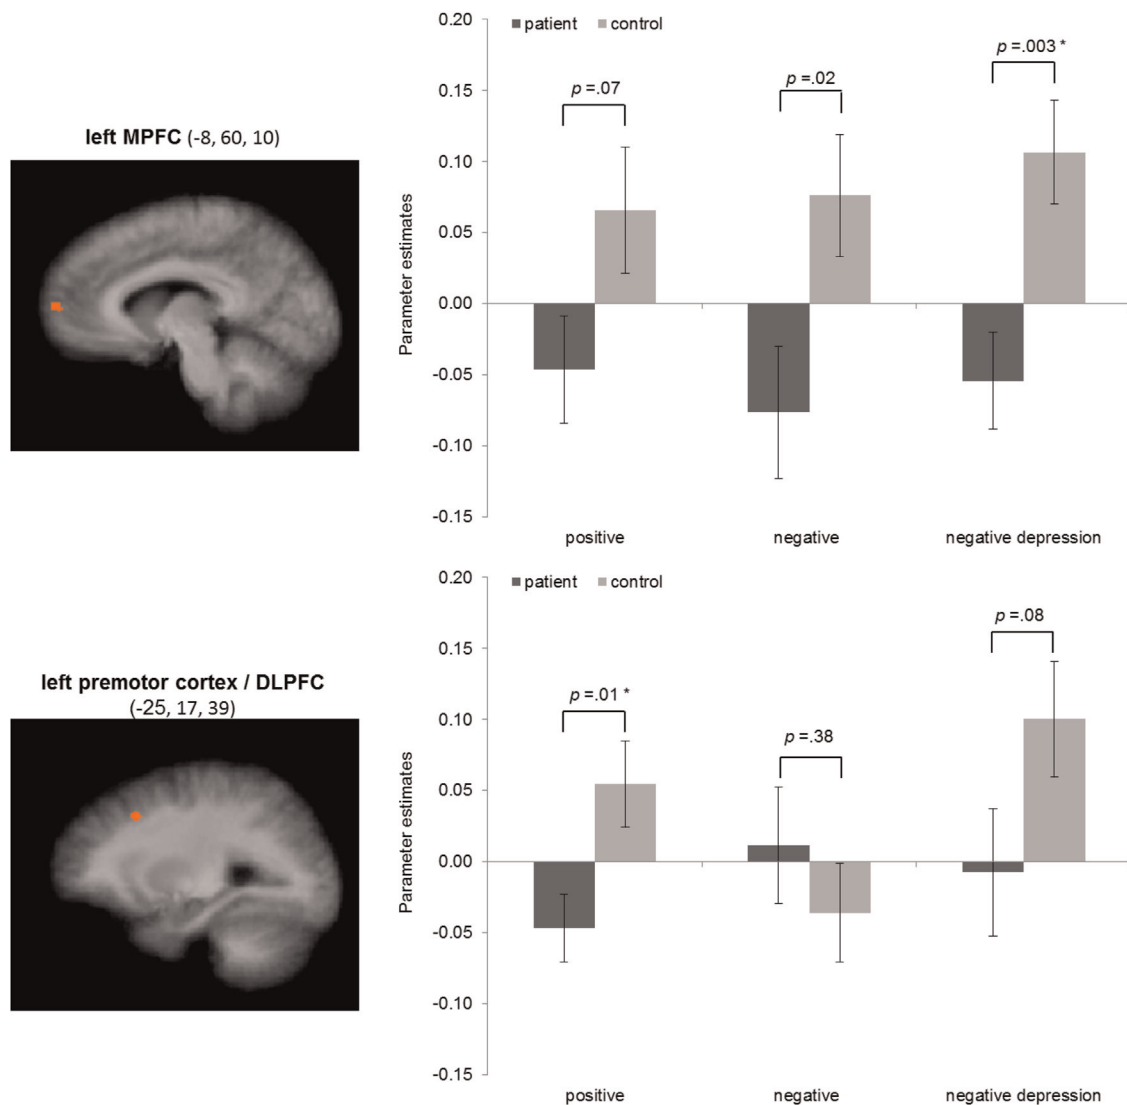 left MPFC (-8, 60, 10)
patient control
0.20
0.15
0.10
0.05
0.00
-0.05
-0.10
-0.15
Parameter estimates
p =.07
p =.02
p =.003 *
positive negative negative depression
left premotor cortex / DLPFC
(-25, 17, 39)
patient control
0.20
0.15
0.10
0.05
0.00
-0.05
-0.10
-0.15
Parameter estimates
p =.01 *
p =.38
p =.08
positive negative negative depression